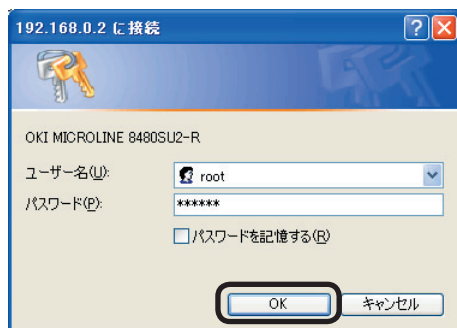 192.168.0.2 に接続
OKI MICROLINE 8480SU2-R
ユーザー名(U):
root
パスワード(P):
******
パスワードを記憶する(R)
OK
キャンセル